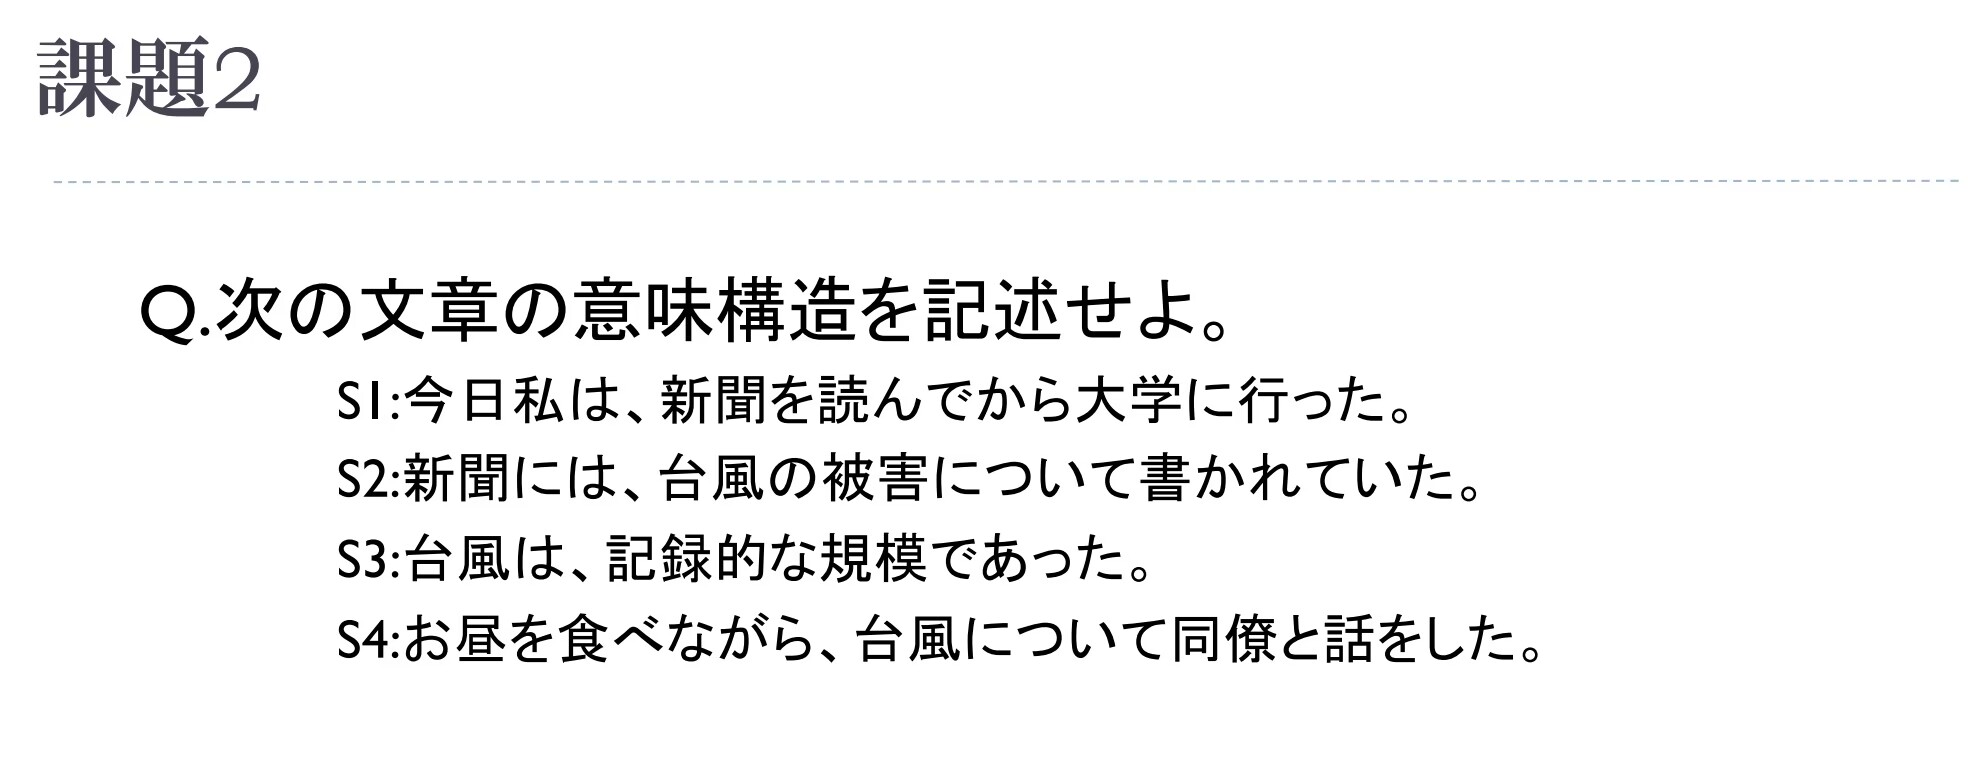 課題2
Q.次の文章の意味構造を記述せよ。
S1:今日私は、新聞を読んでから大学に行った。
S2:新聞には、台風の被害について書かれていた。
S3:台風は、記録的な規模であった。
S4:お昼を食べながら、台風について同僚と話をした。